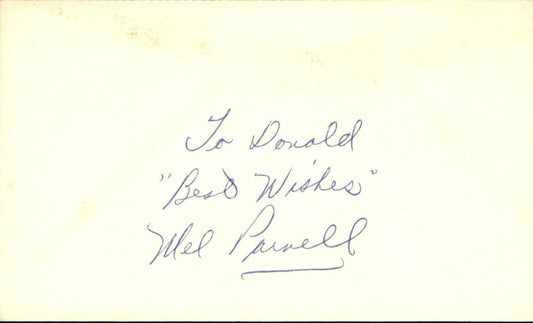 To Donald
"Best Wishes"
Mel Parnell